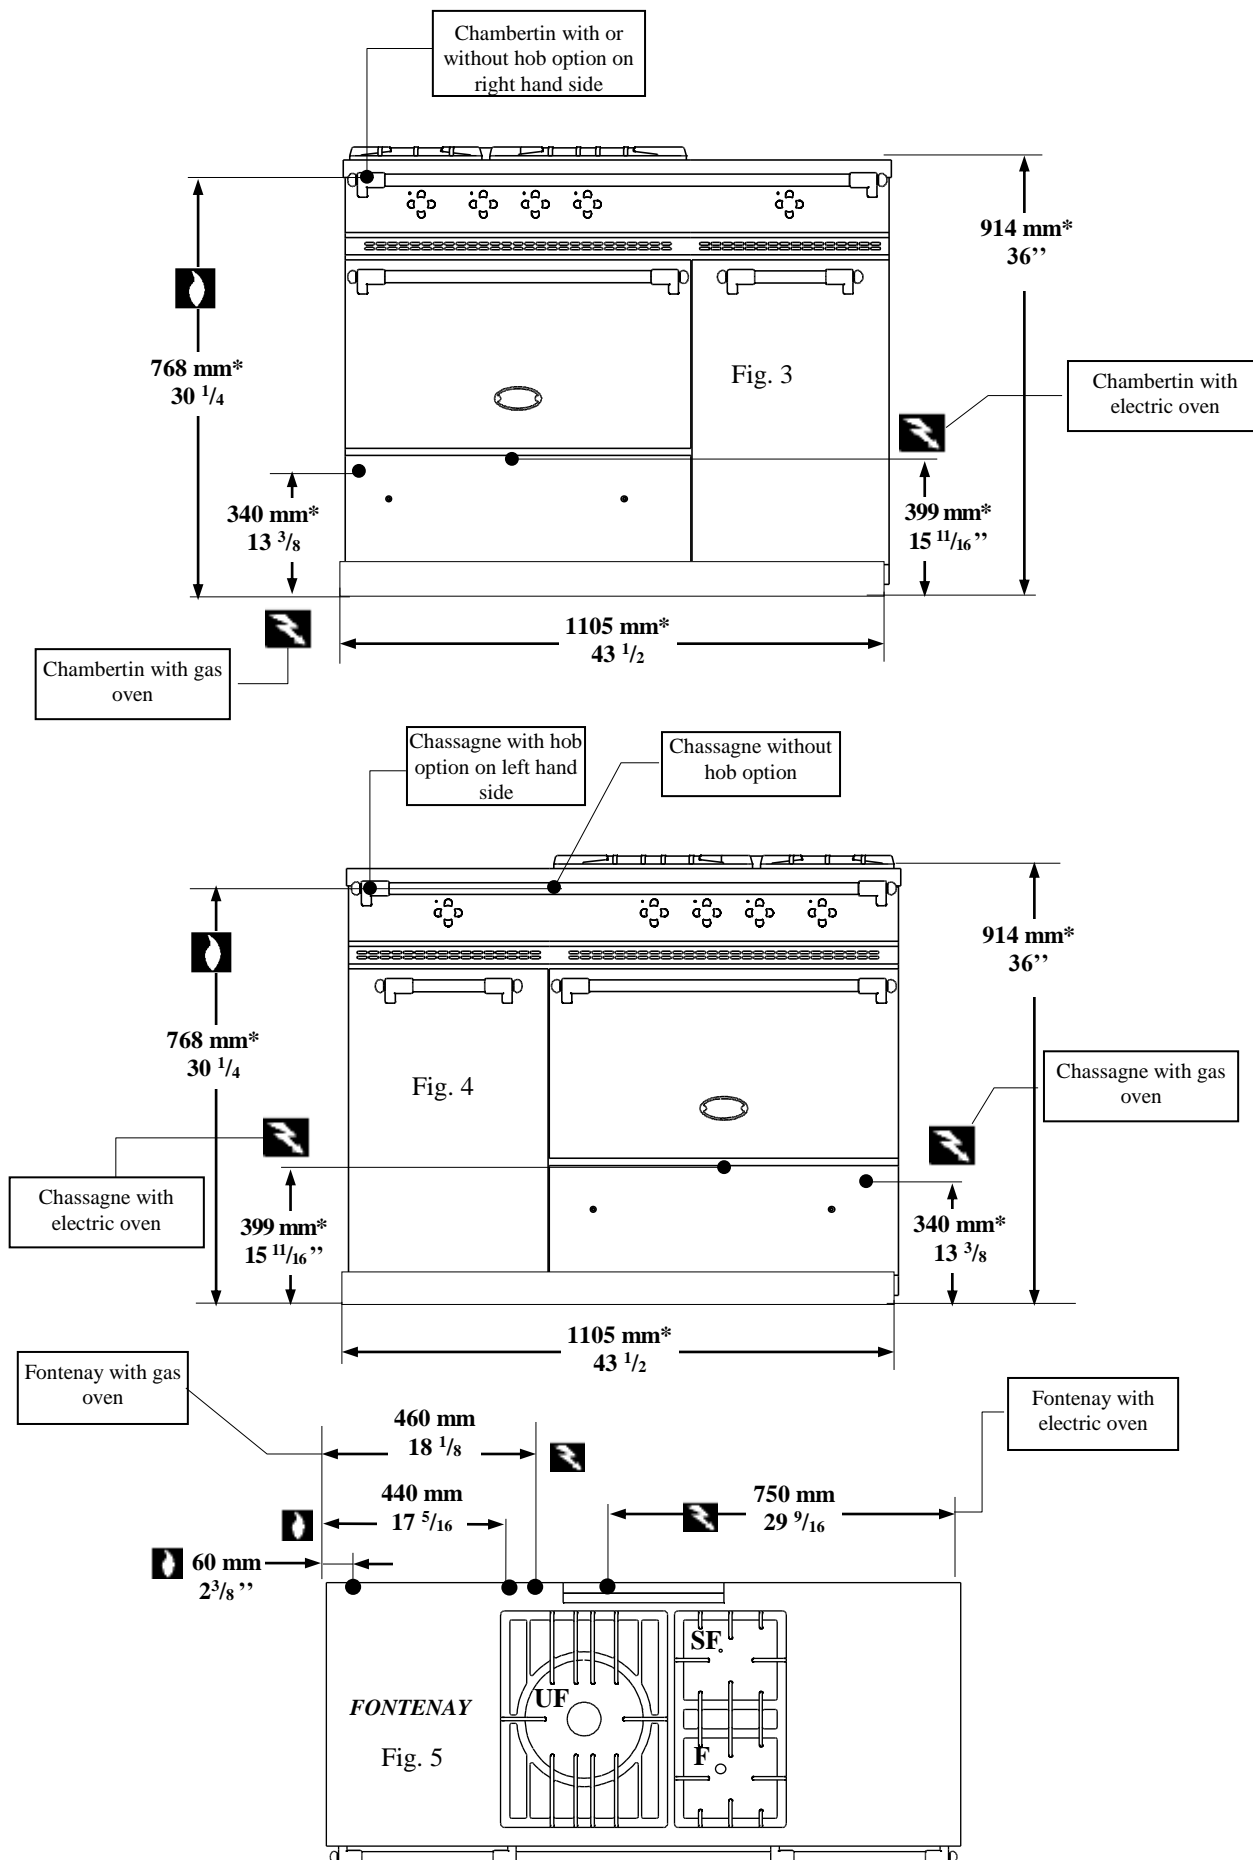 Chambertin with or
without hob option on
right hand side
914 mm*
36’’
768 mm*
30 1/4
Fig. 3
Chambertin with
electric oven
340 mm*
13 3/8
399 mm*
15 11/16’’
1105 mm*
43 1/2
Chambertin with gas
oven
Chassagne with hob
option on left hand
side
Chassagne without
hob option
914 mm*
36’’
768 mm*
30 1/4
Fig. 4
Chassagne with gas
oven
Chassagne with
electric oven
399 mm*
15 11/16’’
340 mm*
13 3/8
1105 mm*
43 1/2
Fontenay with gas
oven
Fontenay with
electric oven
460 mm
18 1/8
440 mm
17 5/16
750 mm
29 9/16
60 mm
2 3/8’’
SF
UF
FONTENAY
F
Fig. 5